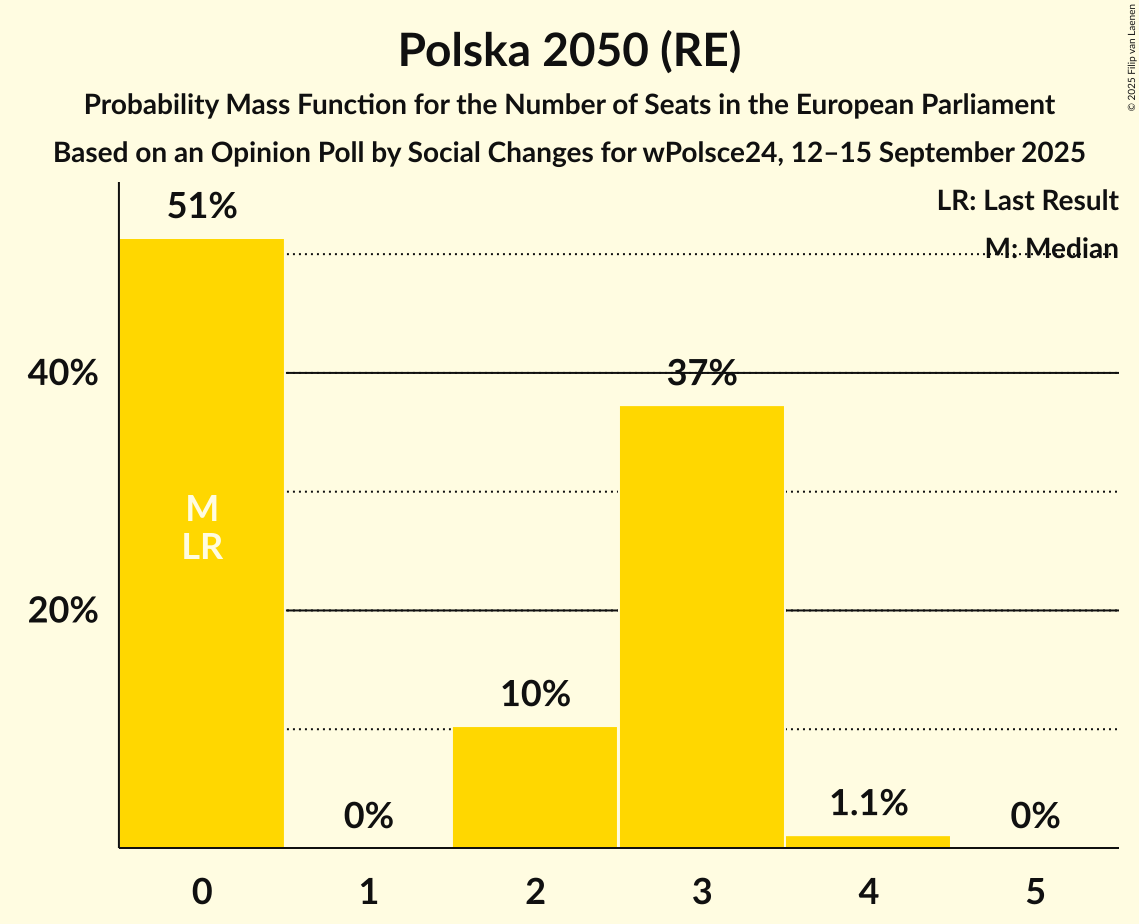 Polska 2050 (RE)
Probability Mass Function for the Number of Seats in the European Parliament
Based on an Opinion Poll by Social Changes for wPolsce24, 12–15 September 2025
© 2025 Filip van Laenen
LR: Last Result
M: Median
51%
40%
37%
M
LR
20%
10%
0%
1.1%
0%
0 1 2 3 4 5